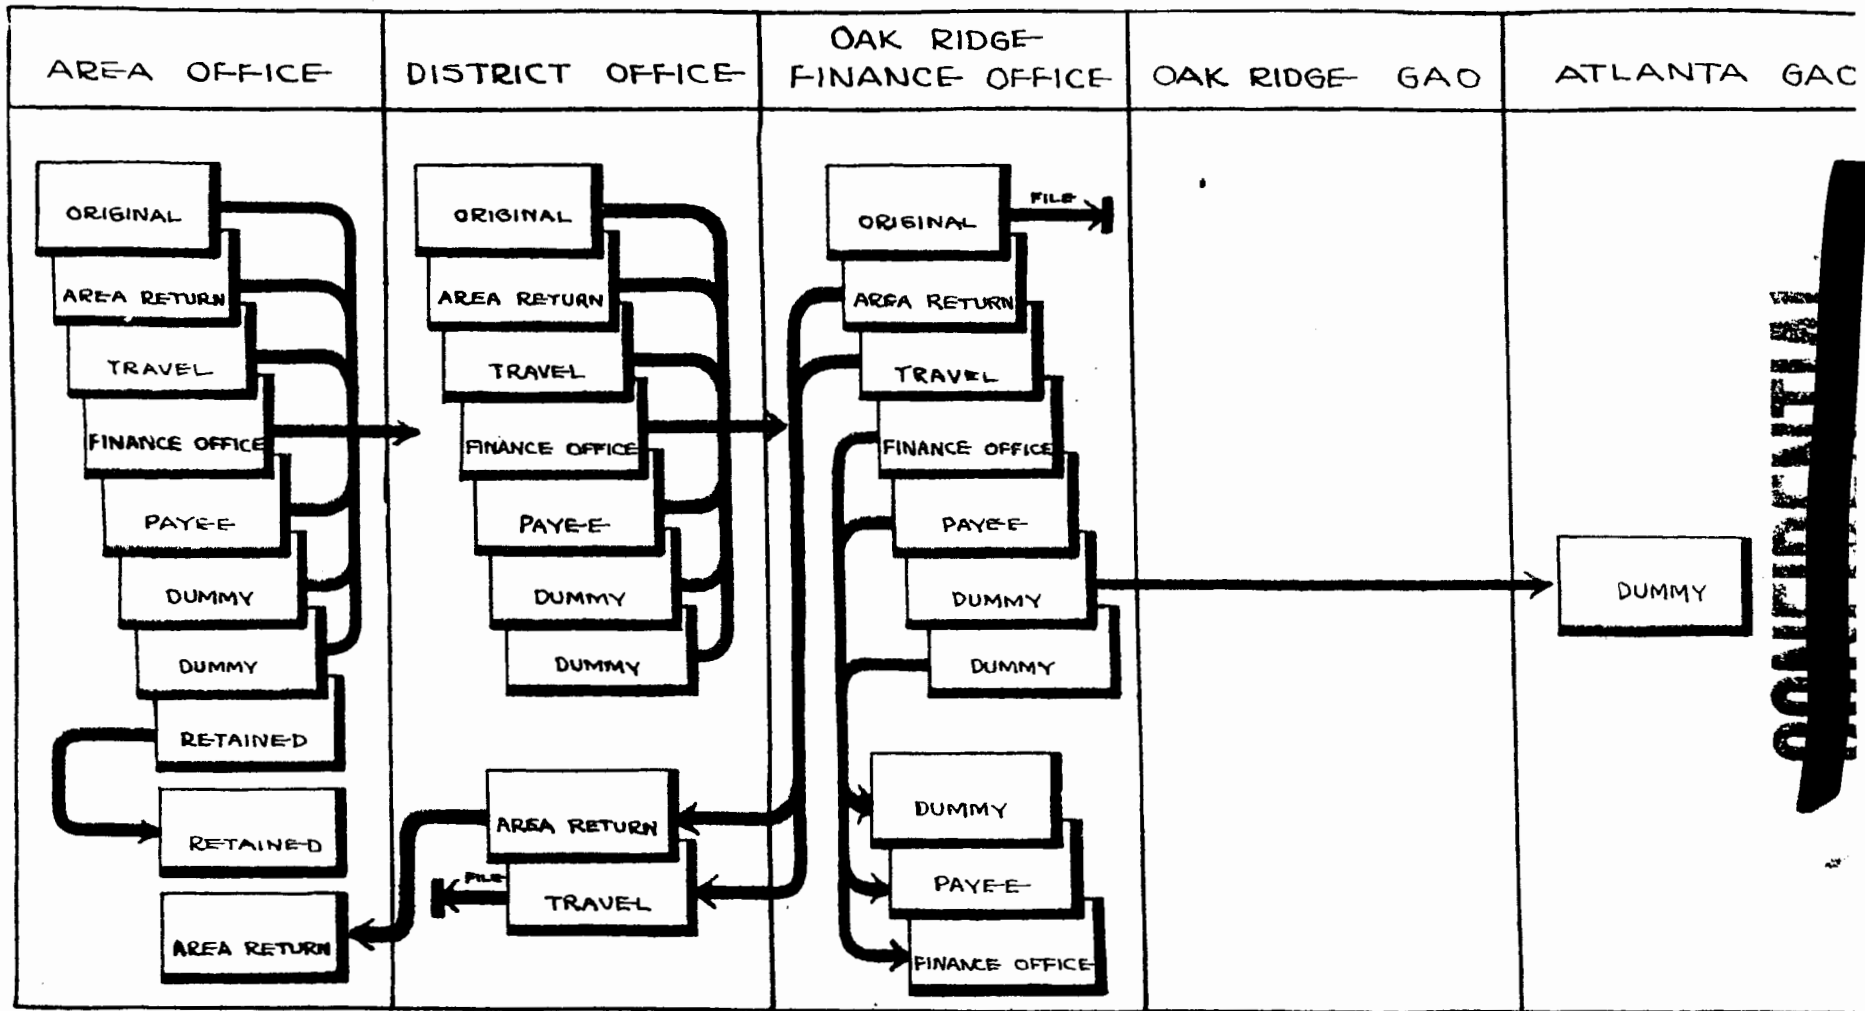 AREA OFFICE
DISTRICT OFFICE
OAK RIDGE
FINANCE OFFICE
OAK RIDGE GAO
ATLANTA GAO
ORIGINAL
AREA RETURN
TRAVEL
FINANCE OFFICE
PAYEE
DUMMY
DUMMY
RETAINED
RETAINED
AREA RETURN
ORIGINAL
AREA RETURN
TRAVEL
FINANCE OFFICE
PAYEE
DUMMY
DUMMY
AREA RETURN
FILE
TRAVEL
ORIGINAL
FILE
AREA RETURN
TRAVEL
FINANCE OFFICE
PAYEE
DUMMY
DUMMY
DUMMY
PAYEE
FINANCE OFFICE
DUMMY
CONFIDENTIAL